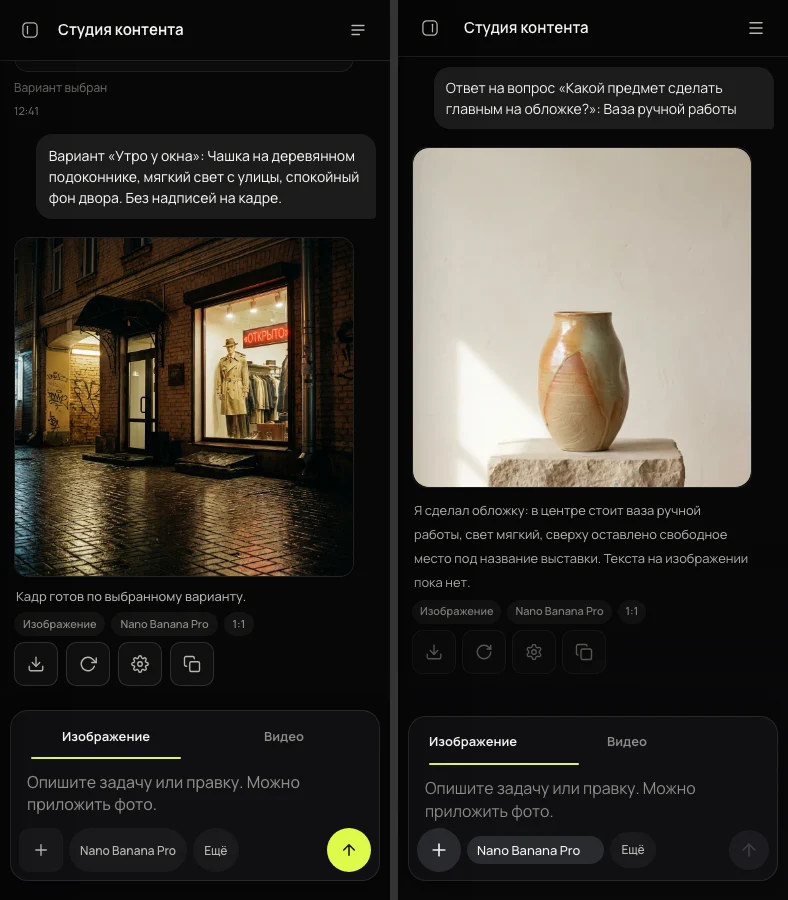 Студия контента
Вариант выбран
12:41
Вариант «Утро у окна»: Чашка на деревянном
подоконнике, мягкий свет с улицы, спокойный
фон двора. Без надписей на кадре.
«ОТКРЫТО»
Кадр готов по выбранному варианту.
Изображение
Nano Banana Pro
1:1
Изображение
Видео
Опишите задачу или правку. Можно
приложить фото.
Nano Banana Pro
Ещё
Студия контента
Ответ на вопрос «Какой предмет сделать
главным на обложке?»: Ваза ручной работы
Я сделал обложку: в центре стоит ваза ручной
работы, свет мягкий, сверху оставлено свободное
место под название выставки. Текста на изображении
пока нет.
Изображение
Nano Banana Pro
1:1
Изображение
Видео
Опишите задачу или правку. Можно
приложить фото.
Nano Banana Pro
Ещё